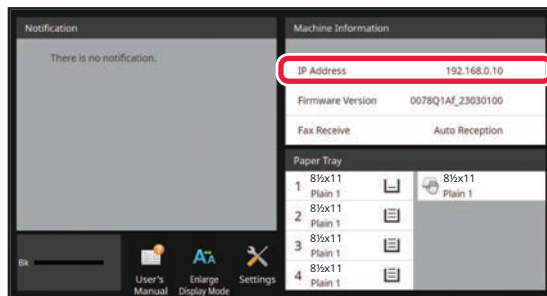 Notification
There is no notification.
Machine Information
IP Address 192.168.0.10
Firmware Version 0078Q1Af_23030100
Fax Receive Auto Reception
Paper Tray
1 8½x11
Plain 1
8½x11
Plain 1
2 8½x11
Plain 1
3 8½x11
Plain 1
4 8½x11
Plain 1
Bk
User's
Manual
Enlarge
Display Mode
Settings